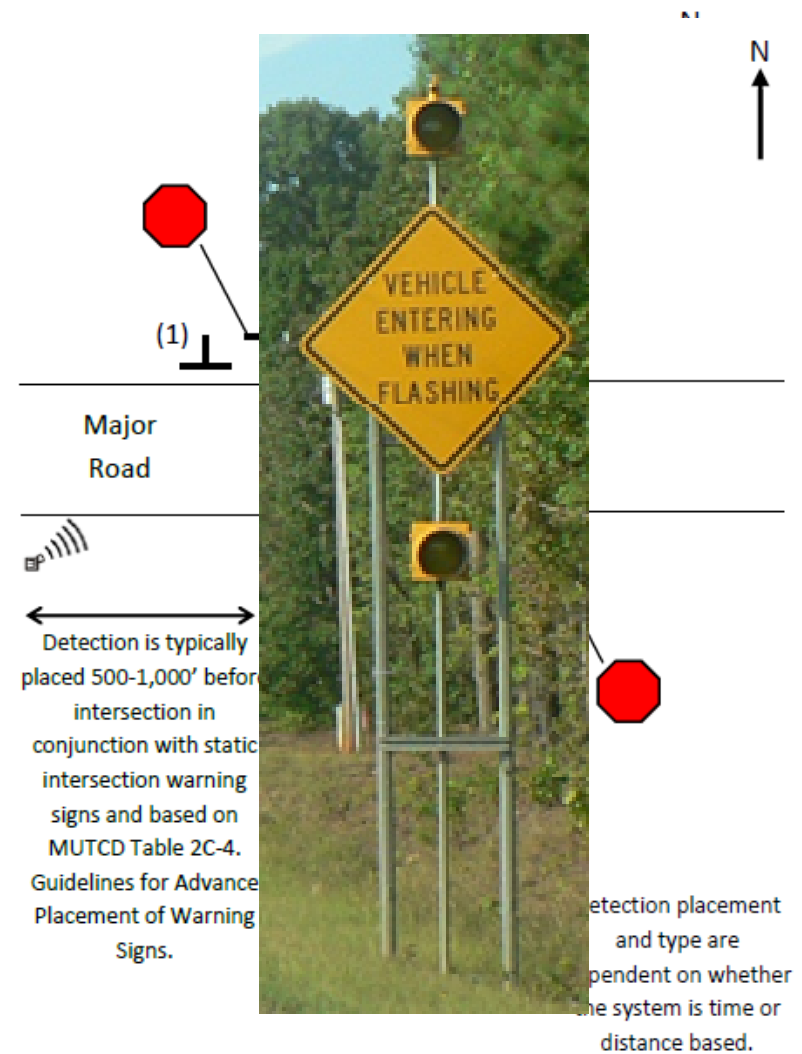 N
(1)
Major
Road
VEHICLE
ENTERING
WHEN
FLASHING
Detection is typically
placed 500-1,000' befor
intersection in
conjunction with static
intersection warning
signs and based on
MUTCD Table 2C-4.
Guidelines for Advance
Placement of Warning
Signs.
etection placement
and type are
pendent on whether
he system is time or
distance based.